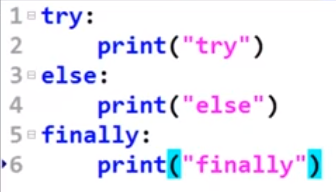 1 try:
2     print("try")
3 else:
4     print("else")
5 finally:
6     print("finally")